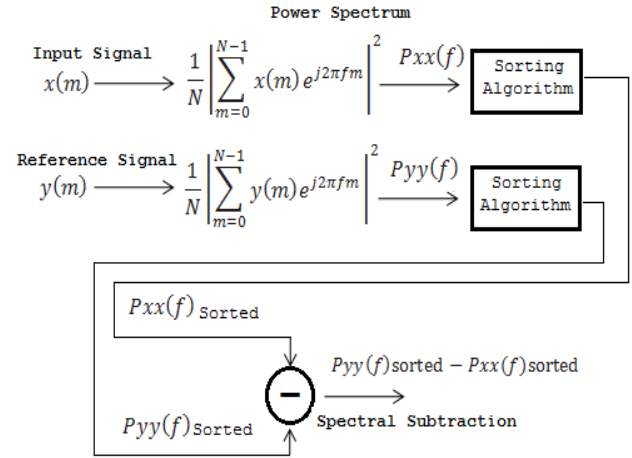 Power Spectrum
Input Signal
x(m)
1/N |∑_{m=0}^{N-1} x(m) e^{j2πfm}|^2
Pxx(f)
Sorting
Algorithm
Reference Signal
y(m)
1/N |∑_{m=0}^{N-1} y(m)e^{j2πfm}|^2
Pyy(f)
Sorting
Algorithm
Pxx(f) Sorted
−
Pyy(f)sorted − Pxx(f)sorted
Spectral Subtraction
Pyy(f)Sorted